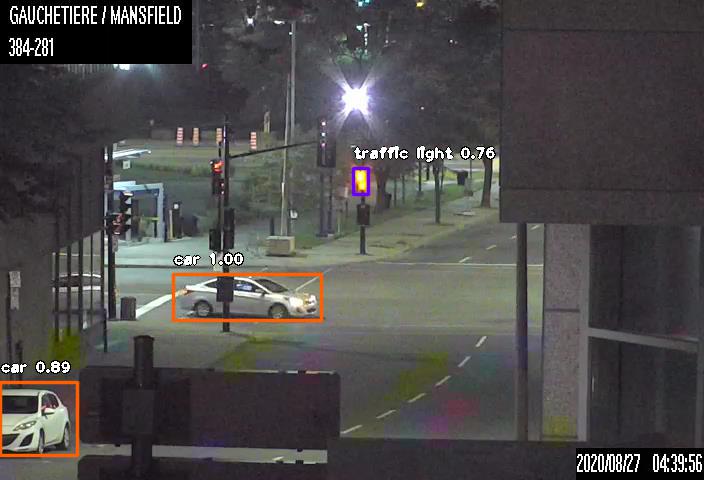 GAUCHETIERE / MANSFIELD
384-281
traffic light 0.76
car 1.00
car 0.89
2020/08/27 04:39:56